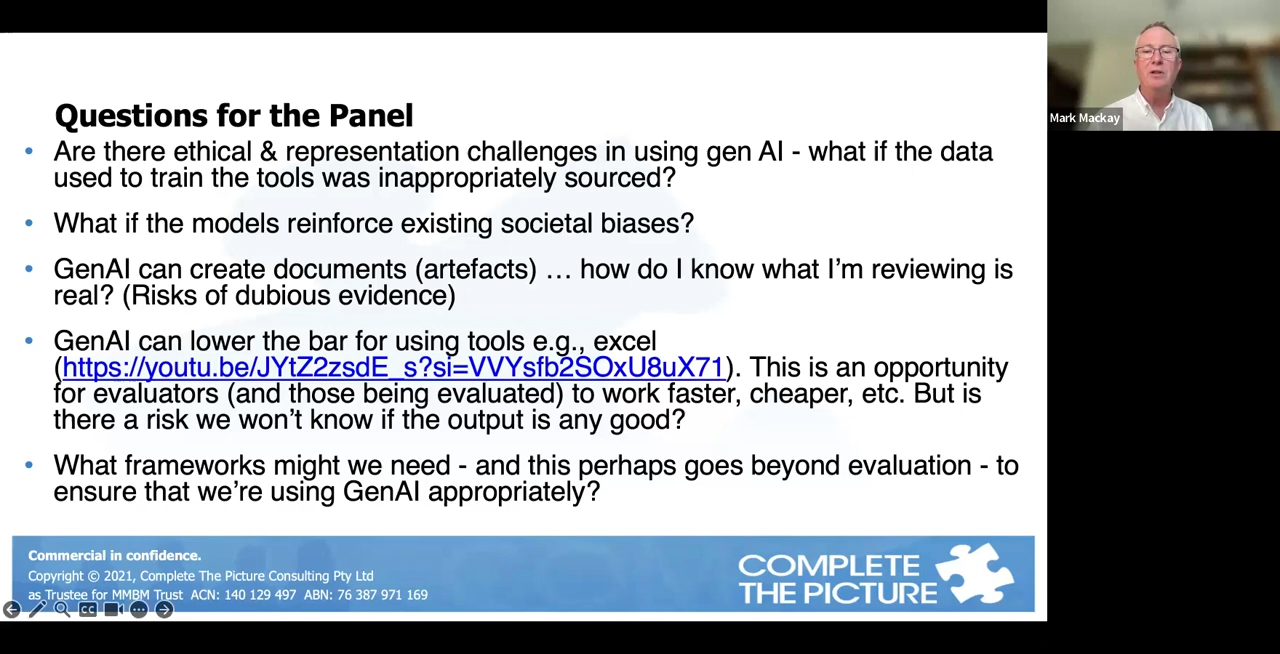 Questions for the Panel
• Are there ethical & representation challenges in using gen AI - what if the data
used to train the tools was inappropriately sourced?
• What if the models reinforce existing societal biases?
• GenAI can create documents (artefacts) … how do I know what I’m reviewing is
real? (Risks of dubious evidence)
• GenAI can lower the bar for using tools e.g., excel
(https://youtu.be/JYtZ2zsdE_s?si=VVYsfb2SOxU8uX71). This is an opportunity
for evaluators (and those being evaluated) to work faster, cheaper, etc. But is
there a risk we won’t know if the output is any good?
• What frameworks might we need - and this perhaps goes beyond evaluation - to
ensure that we’re using GenAI appropriately?
Commercial in confidence.
Copyright © 2021, Complete The Picture Consulting Pty Ltd
as Trustee for MMBM Trust ACN: 140 129 497 ABN: 76 387 971 169
COMPLETE
THE PICTURE
CC
Mark Mackay